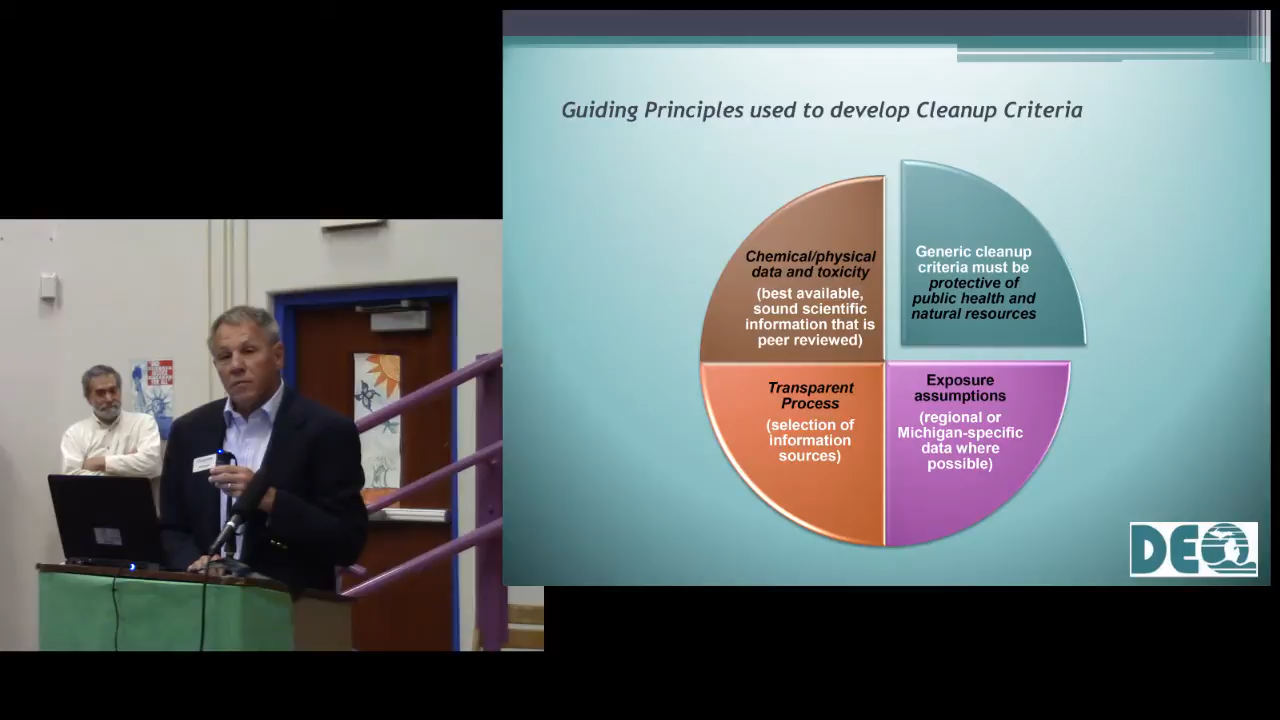 Guiding Principles used to develop Cleanup Criteria
Chemical/physical
data and toxicity
(best available,
sound scientific
information that is
peer reviewed)
Generic cleanup
criteria must be
protective of
public health and
natural resources
Transparent
Process
(selection of
information
sources)
Exposure
assumptions
(regional or
Michigan-specific
data where
possible)
DEQ